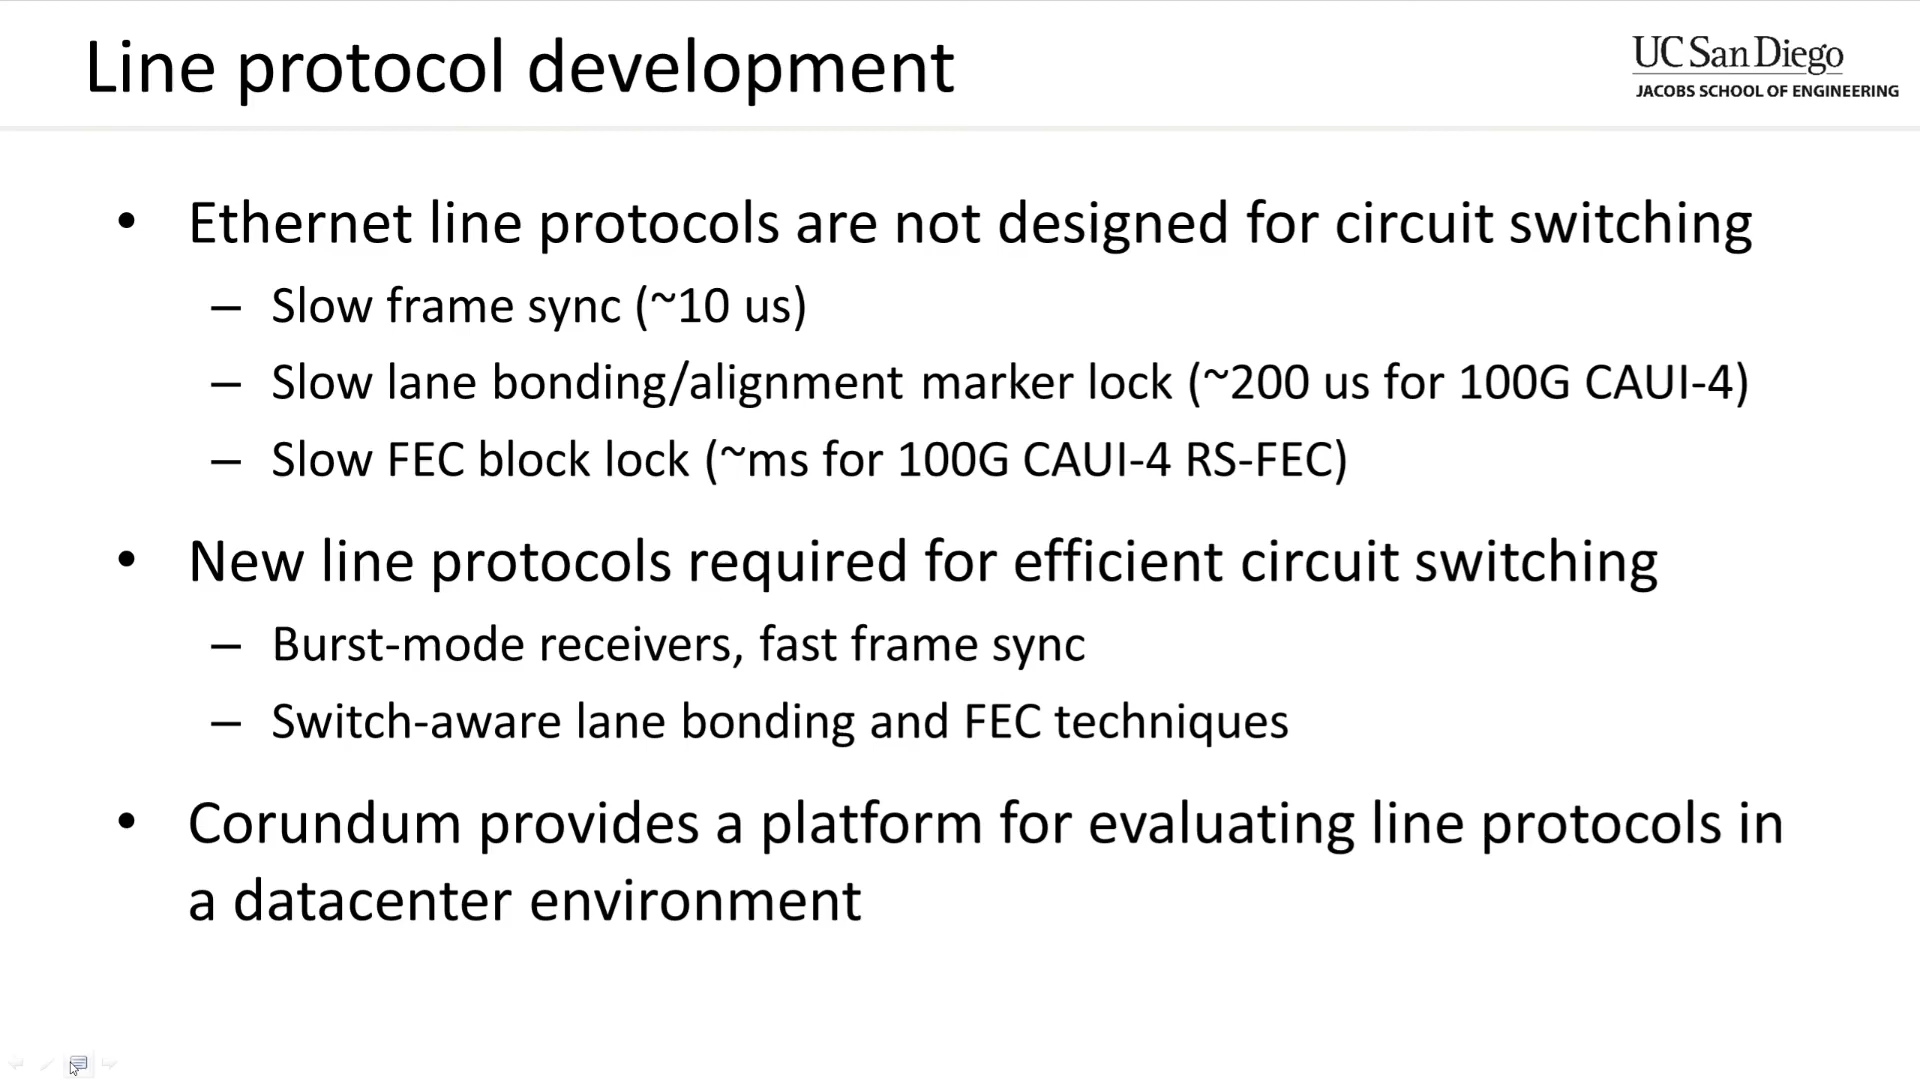 Line protocol development
UC San Diego
JACOBS SCHOOL OF ENGINEERING
• Ethernet line protocols are not designed for circuit switching
– Slow frame sync (~10 us)
– Slow lane bonding/alignment marker lock (~200 us for 100G CAUI-4)
– Slow FEC block lock (~ms for 100G CAUI-4 RS-FEC)
• New line protocols required for efficient circuit switching
– Burst-mode receivers, fast frame sync
– Switch-aware lane bonding and FEC techniques
• Corundum provides a platform for evaluating line protocols in
a datacenter environment